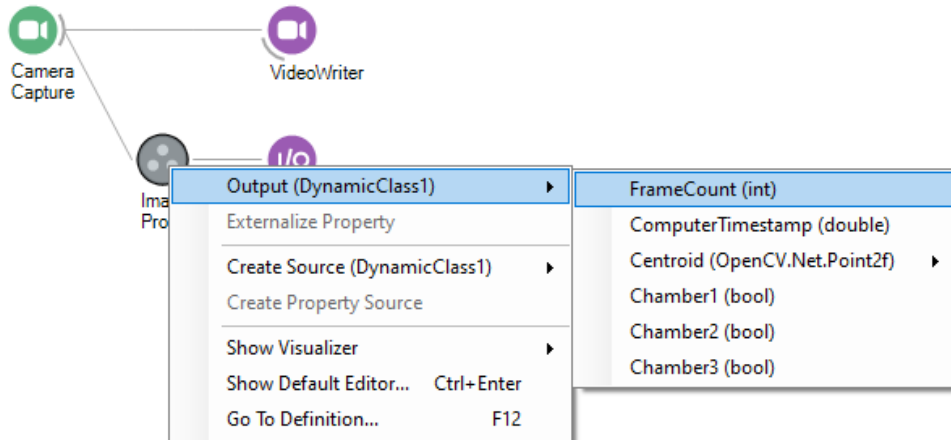 Camera
Capture
VideoWriter
I/O
Output (DynamicClass1)
Externalize Property
Create Source (DynamicClass1)
Create Property Source
Show Visualizer
Show Default Editor... Ctrl+Enter
Go To Definition... F12
FrameCount (int)
ComputerTimestamp (double)
Centroid (OpenCV.Net.Point2f)
Chamber1 (bool)
Chamber2 (bool)
Chamber3 (bool)
Ima
Pro